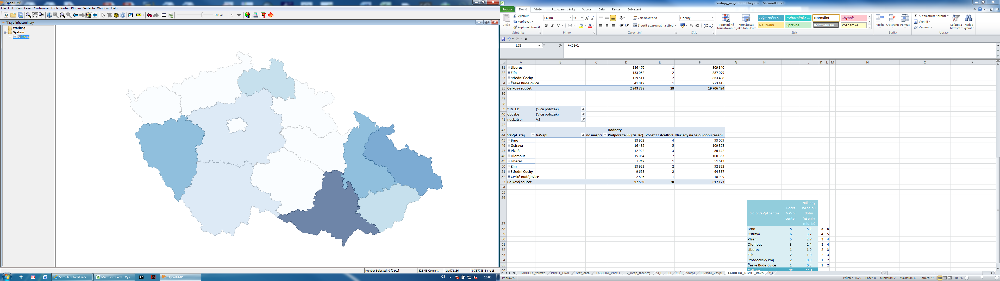 OpenJUMP
File Edit View Layer Customize Tools Raster Plugins Sextante Window Help
500 km L
*Kraje_infrastruktury
Working
System
kraje
Number Selected: 0 [0 pts] 525 MB Committ... 1:1471186 (-367738,3 ; -118...
Vystupy_kap_infrastruktury.xlsx - Microsoft Excel
Soubor Domů Vložení Rozložení stránky Vzorce Data Revize Zobrazení
Vložit Vyjmout Kopírovat Kopírovat formát Schránka
Calibri 11 B I U Písmo
Zalamovat text
Sloučit a zarovnat na střed
Zarovnání
Obecný
% 000
Číslo
Podmíněné formátování Formátovat jako tabulku
Zvýraznění 5 2 Zvýraznění 5 ... Normální Chybně
Neutrální Správně Kontrolní bu... Poznámka
Styly
Vložit Odstranit Formát
Buňky
Automatické shrnutí
Vyplnit
Vymazat
Seřadit a filtrovat Najít a vybrat
Úpravy
L58 fx =+K58+1
A B C D E F G H I J K L M N O P
31 Liberec 136 476 1 909 840
32 Zlín 133 062 2 887 079
33 Střední Čechy 129 511 2 863 408
34 České Budějovice 41 012 1 273 415
35 Celkový součet 2 943 735 28 19 706 424
36
37
38
39 filtr_ED (Více položek)
40 obdsbe (Více položek)
41 noskatspr VS
42
43 Hodnoty
44 VaVpI_kraj VaVapI nosnazpri Podpora ze SR (tis. Kč) Počet z cstceltrv2 Náklady na celou dobu řešení
45 Brno 13 952 4 93 009
46 Ostrava 16 482 5 109 878
47 Plzeň 12 922 3 86 142
48 Olomouc 15 054 2 100 363
49 Liberec 7 742 1 51 613
50 Zlín 13 923 2 92 822
51 Střední Čechy 9 658 2 64 387
52 České Budějovice 2 836 1 18 909
53 Celkový součet 92 569 20 617 123
54
55
56
57 Sídlo VaVpI centra Počet VaVpI center Náklady na celou dobu řešení v mld. Kč
58 Brno 8 8.3 5 6
59 Ostrava 6 3.7 4 5
60 Plzeň 5 2.7 3 4
61 Olomouc 3 2.4 3 4
62 Liberec 1 1.0 2 3
63 Zlín 2 1.0 2 3
64 Středočeský kraj 2 0.9 1 2
65 České Budějovice 1 0.3 1 2
66 Celkem 28 20.3
TABULKA_formát PIVOT_GRAF Graf_data TABULKA_PIVOT x_ucep_fazeproj SQL ELI ČSÚ VaVpI ISVaVaI_VaVpI TABULKA_PIVOT_vavpi
Připraven Průměr: 3.625 Počet: 8 Minimum: 2 Maximum: 6 Součet: 29 100 %
Shrnutí aktualit za 5 ... Microsoft Excel - Vys... OpenJUMP CS 16:06